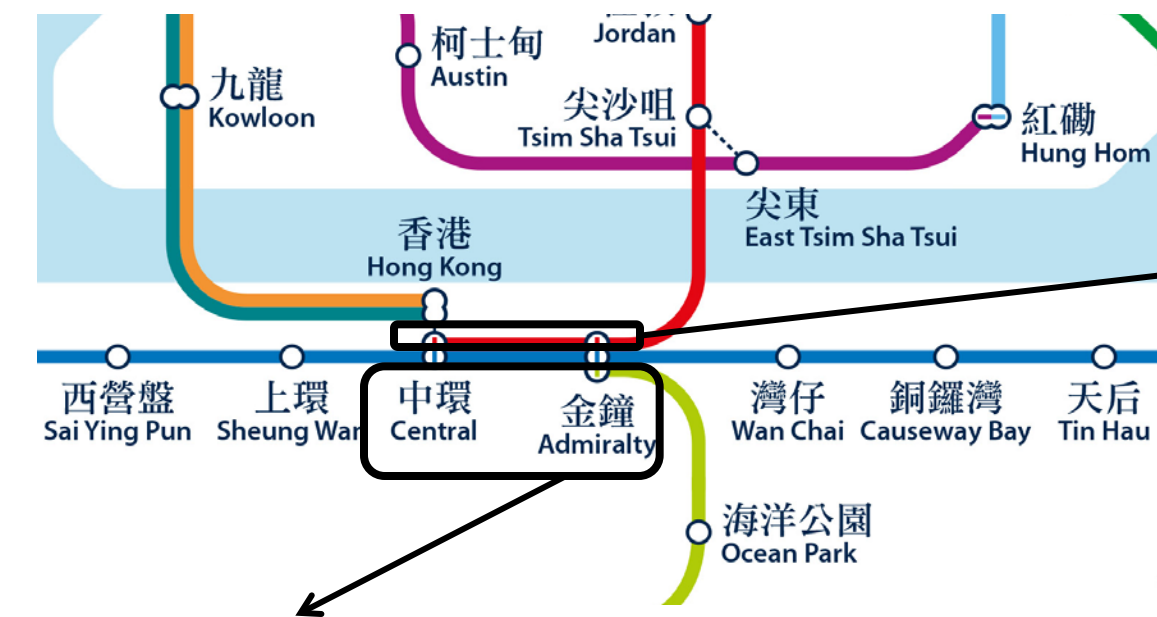 Jordan
柯士甸
Austin
九龍
Kowloon
尖沙咀
Tsim Sha Tsui
紅磡
Hung Hom
尖東
East Tsim Sha Tsui
香港
Hong Kong
西營盤
Sai Ying Pun
上環
Sheung Wan
中環
Central
金鐘
Admiralty
灣仔
Wan Chai
銅鑼灣
Causeway Bay
天后
Tin Hau
海洋公園
Ocean Park